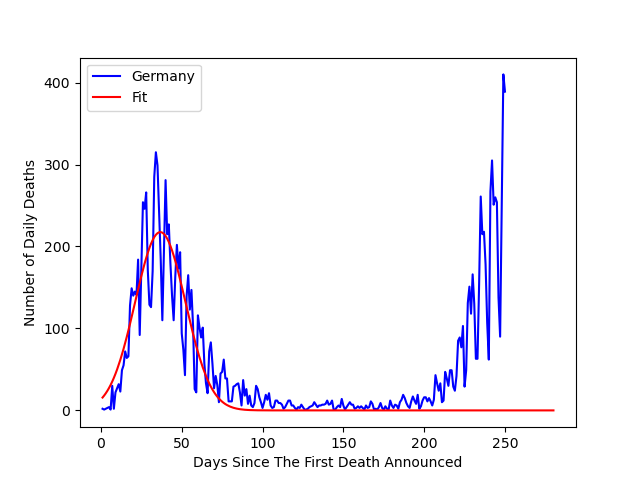 Germany
Fit
400
300
200
100
0
Number of Daily Deaths
0 50 100 150 200 250
Days Since The First Death Announced